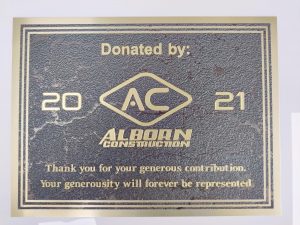 Donated by:
20 AC 21
ALBORN
CONSTRUCTION
Thank you for your generous contribution.
Your generousity will forever be represented.